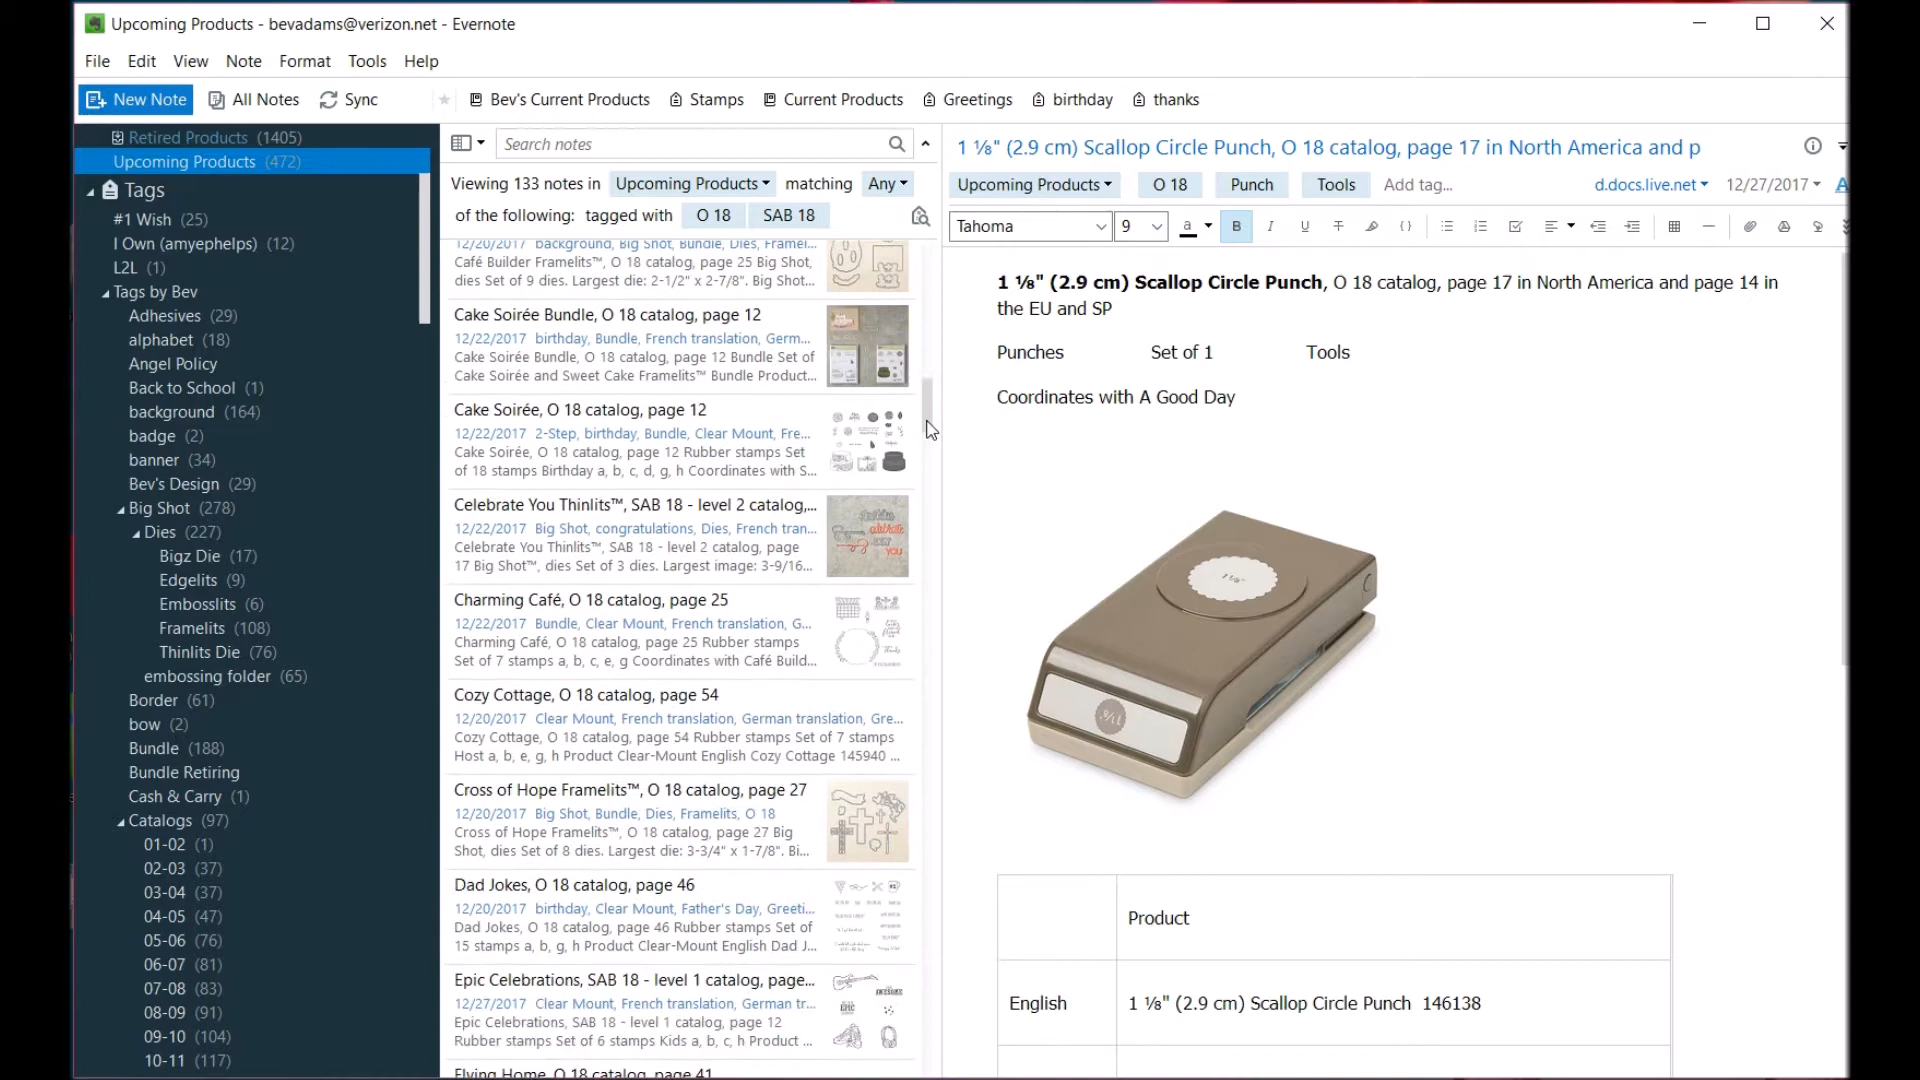 Upcoming Products - bevadams@verizon.net - Evernote
File Edit View Note Format Tools Help
New Note All Notes Sync Bev's Current Products Stamps Current Products Greetings birthday thanks
Retired Products (1405)
Upcoming Products (472)
Tags
#1 Wish (25)
I Own (amyephelps) (12)
L2L (1)
Tags by Bev
Adhesives (29)
alphabet (18)
Angel Policy
Back to School (1)
background (164)
badge (2)
banner (34)
Bev's Design (29)
Big Shot (278)
Dies (227)
Bigz Die (17)
Edgelits (9)
Embosslits (6)
Framelits (108)
Thinlits Die (76)
embossing folder (65)
Border (61)
bow (2)
Bundle (188)
Bundle Retiring
Cash & Carry (1)
Catalogs (97)
01-02 (1)
02-03 (37)
03-04 (37)
04-05 (47)
05-06 (76)
06-07 (81)
07-08 (83)
08-09 (91)
09-10 (104)
10-11 (117)
Search notes
Viewing 133 notes in Upcoming Products matching Any
of the following: tagged with O 18 SAB 18
12/20/2017 background, Big Shot, Bundle, Dies, Framel...
Café Builder Framelits™, O 18 catalog, page 25 Big Shot,
dies Set of 9 dies. Largest die: 2-1/2" x 2-7/8". Big Shot...
Cake Soirée Bundle, O 18 catalog, page 12
12/22/2017 birthday, Bundle, French translation, Germ...
Cake Soirée Bundle, O 18 catalog, page 12 Bundle Set of
Cake Soirée and Sweet Cake Framelits™ Bundle Product...
Cake Soirée, O 18 catalog, page 12
12/22/2017 2-Step, birthday, Bundle, Clear Mount, Fre...
Cake Soirée, O 18 catalog, page 12 Rubber stamps Set
of 18 stamps Birthday a, b, c, d, g, h Coordinates with S...
Celebrate You Thinlits™, SAB 18 - level 2 catalog,...
12/22/2017 Big Shot, congratulations, Dies, French tran...
Celebrate You Thinlits™, SAB 18 - level 2 catalog, page
17 Big Shot™, dies Set of 3 dies. Largest image: 3-9/16...
Charming Café, O 18 catalog, page 25
12/22/2017 Bundle, Clear Mount, French translation, G...
Charming Café, O 18 catalog, page 25 Rubber stamps
Set of 7 stamps a, b, c, e, g Coordinates with Café Build...
Cozy Cottage, O 18 catalog, page 54
12/20/2017 Clear Mount, French translation, German translation, Gre...
Cozy Cottage, O 18 catalog, page 54 Rubber stamps Set of 7 stamps
Host a, b, e, g, h Product Clear-Mount English Cozy Cottage 145940 ...
Cross of Hope Framelits™, O 18 catalog, page 27
12/20/2017 Big Shot, Bundle, Dies, Framelits, O 18
Cross of Hope Framelits™, O 18 catalog, page 27 Big
Shot, dies Set of 8 dies. Largest die: 3-3/4" x 1-7/8". Bi...
Dad Jokes, O 18 catalog, page 46
12/20/2017 birthday, Clear Mount, Father's Day, Greeti...
Dad Jokes, O 18 catalog, page 46 Rubber stamps Set of
15 stamps a, b, g, h Product Clear-Mount English Dad J...
Epic Celebrations, SAB 18 - level 1 catalog, page...
12/27/2017 Clear Mount, French translation, German tr...
Epic Celebrations, SAB 18 - level 1 catalog, page 12
Rubber stamps Set of 6 stamps Kids a, b, c, h Product ...
Flying Home, O 18 catalog, page 41
1 ⅛" (2.9 cm) Scallop Circle Punch, O 18 catalog, page 17 in North America and p
Upcoming Products O 18 Punch Tools Add tag... d.docs.live.net 12/27/2017
Tahoma 9 a B I U T
1 ⅛" (2.9 cm) Scallop Circle Punch, O 18 catalog, page 17 in North America and page 14 in
the EU and SP
Punches Set of 1 Tools
Coordinates with A Good Day
1⅛"
1⅛"
Product
English 1 ⅛" (2.9 cm) Scallop Circle Punch 146138